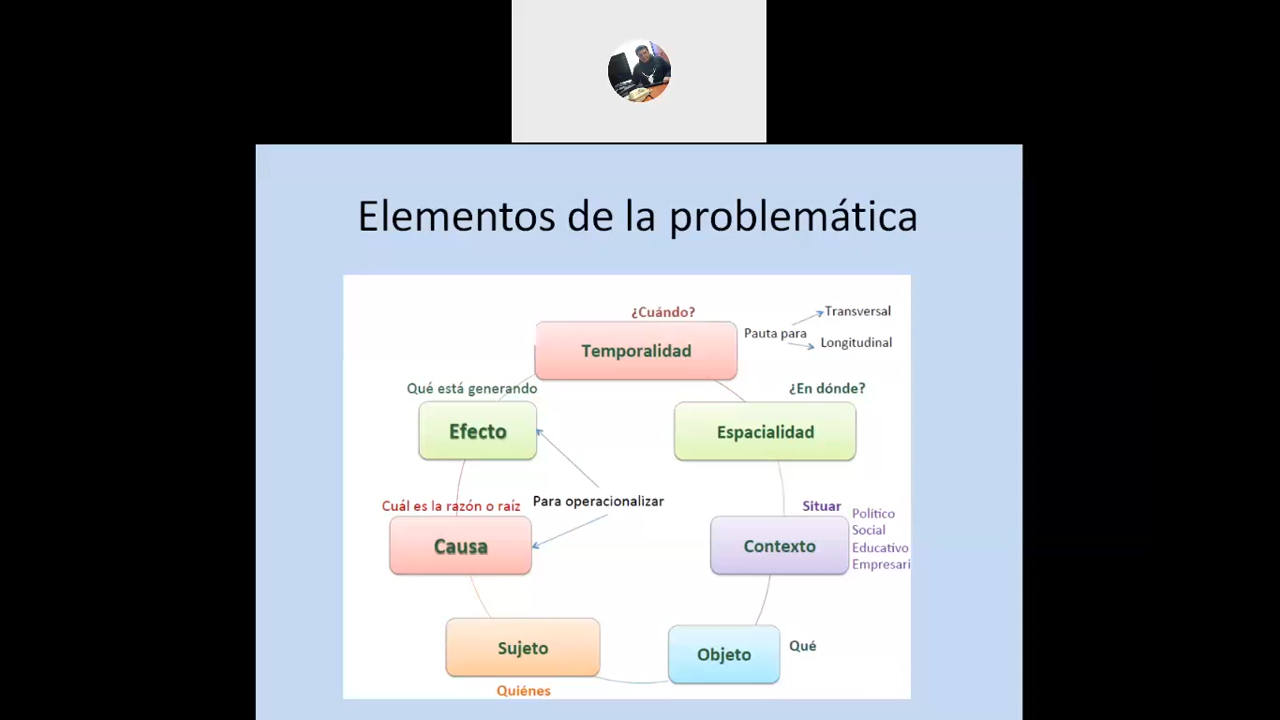 Elementos de la problemática
¿Cuándo?
Temporalidad
Pauta para
Transversal
Longitudinal
Qué está generando
Efecto
¿En dónde?
Espacialidad
Cuál es la razón o raíz
Causa
Para operacionalizar
Situar
Contexto
Político
Social
Educativo
Empresari
Sujeto
Quiénes
Objeto
Qué